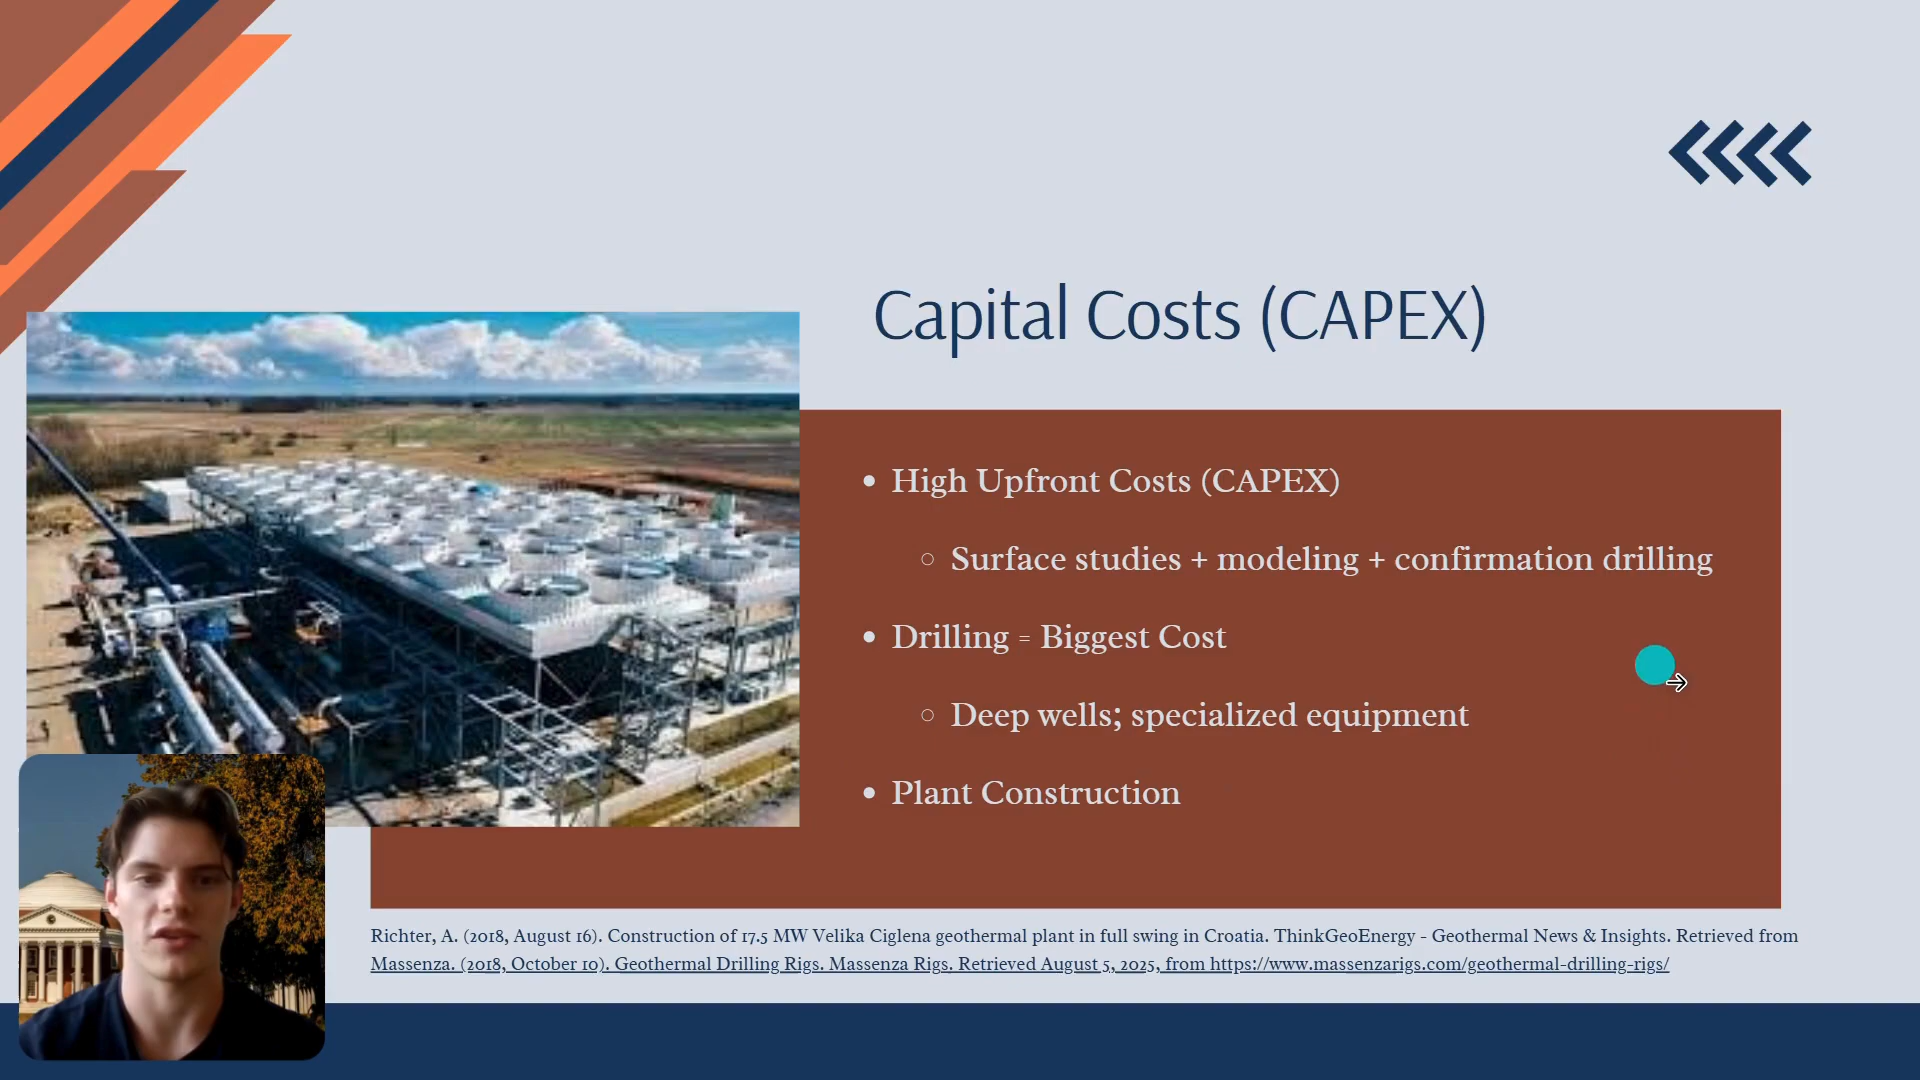 Capital Costs (CAPEX)
• High Upfront Costs (CAPEX)
○ Surface studies + modeling + confirmation drilling
• Drilling = Biggest Cost
○ Deep wells; specialized equipment
• Plant Construction
Richter, A. (2018, August 16). Construction of 17.5 MW Velika Ciglena geothermal plant in full swing in Croatia. ThinkGeoEnergy - Geothermal News & Insights. Retrieved from
Massenza. (2018, October 10). Geothermal Drilling Rigs. Massenza Rigs. Retrieved August 5, 2025, from https://www.massenzarigs.com/geothermal-drilling-rigs/